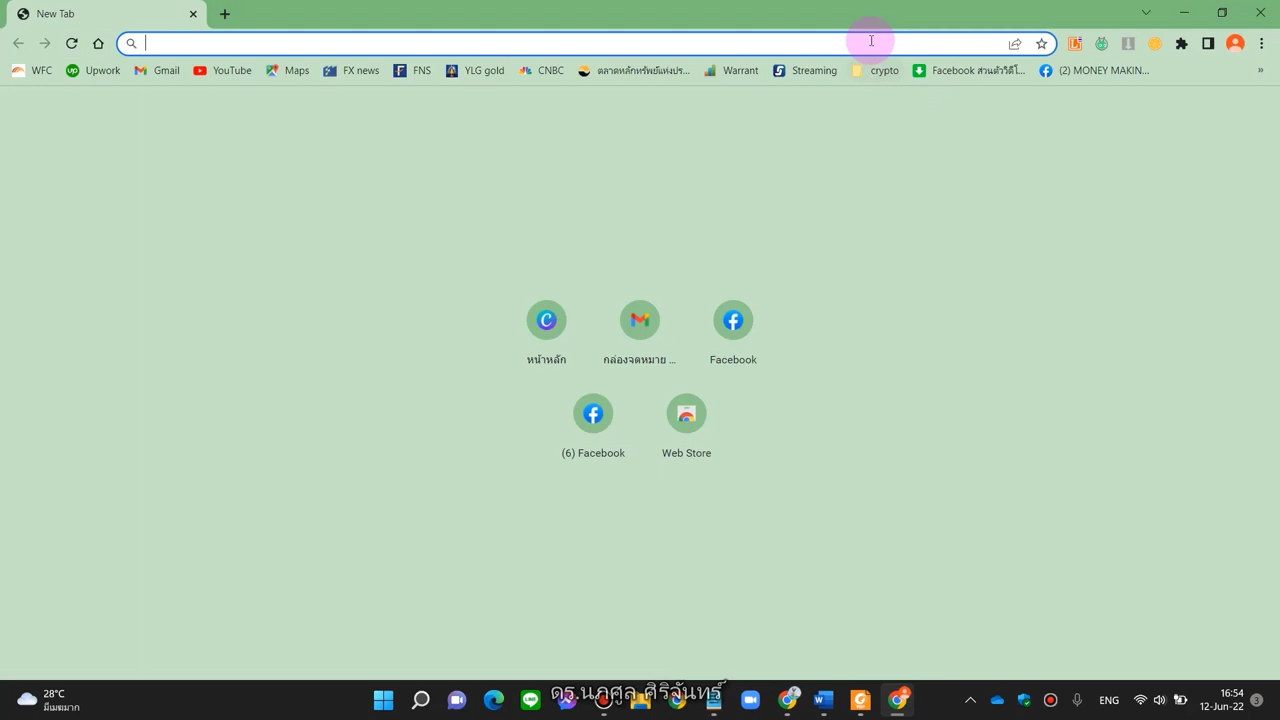 New Tab
WFC
Upwork
Gmail
YouTube
Maps
FX news
FNS
YLG gold
CNBC
ตลาดหลักทรัพย์แห่งปร...
Warrant
Streaming
crypto
Facebook ส่วนตัววิดีโ...
(2) MONEY MAKIN...
»
หน้าหลัก
กล่องจดหมาย ...
Facebook
(6) Facebook
Web Store
28°C
มีเมฆมาก
ดร.นภศูล ศิริจันทร์
ENG
16:54
12-Jun-22
3